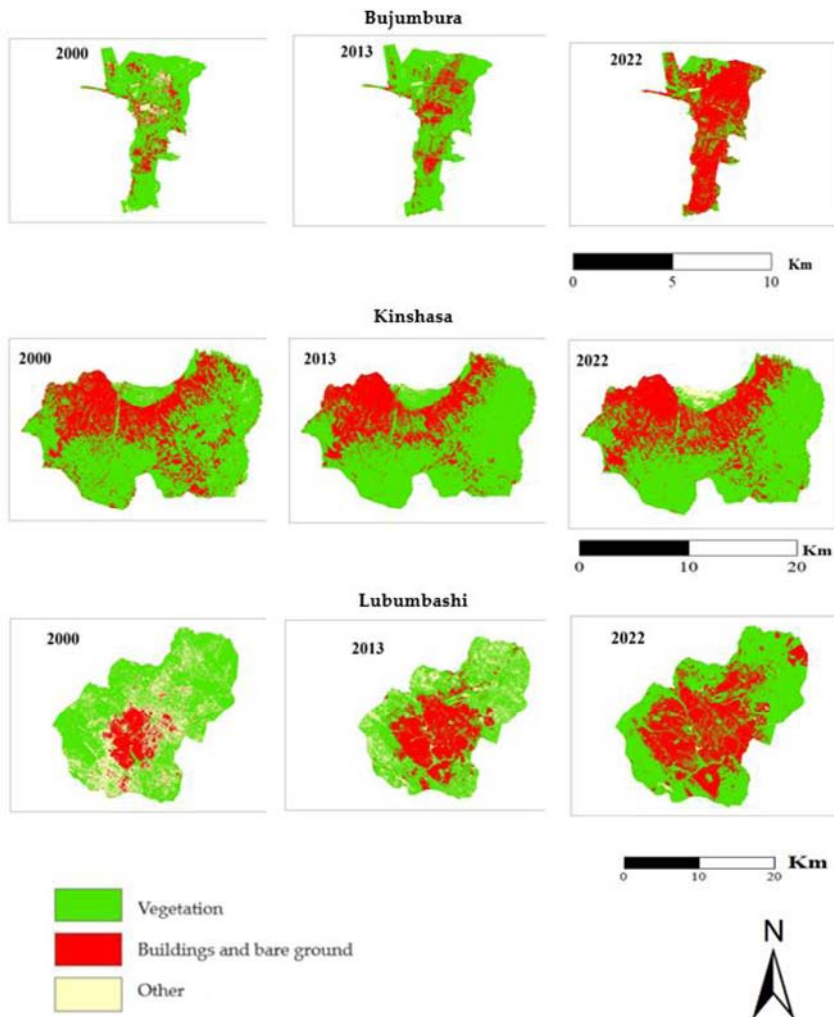 Bujumbura
2000
2013
2022
0 5 10 Km
Kinshasa
2000
2013
2022
0 10 20 Km
Lubumbashi
2000
2013
2022
0 10 20 Km
Vegetation
Buildings and bare ground
Other
N